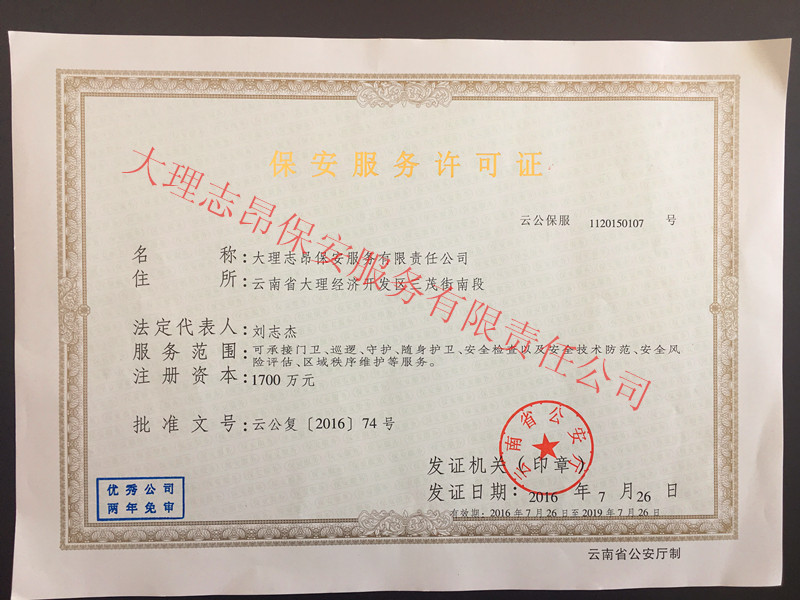 保安服务许可证
大理志昂保安服务有限责任公司
云公保服 1120150107 号
名称:大理志昂保安服务有限责任公司
住所:云南省大理经济开发区三茂街南段
法定代表人:刘志杰
服务范围:可承接门卫、巡逻、守护、随身护卫、安全检查以及安全技术防范、安全风
险评估、区域秩序维护等服务。
注册资本:1700 万元
批准文号:云公复〔2016〕74 号
云南省公安厅
发证机关(印章)
发证日期:2016 年 7 月 26 日
有效期:2016 年 7 月 26 日至 2019 年 7 月 26 日
优秀公司
两年免审
云南省公安厅制